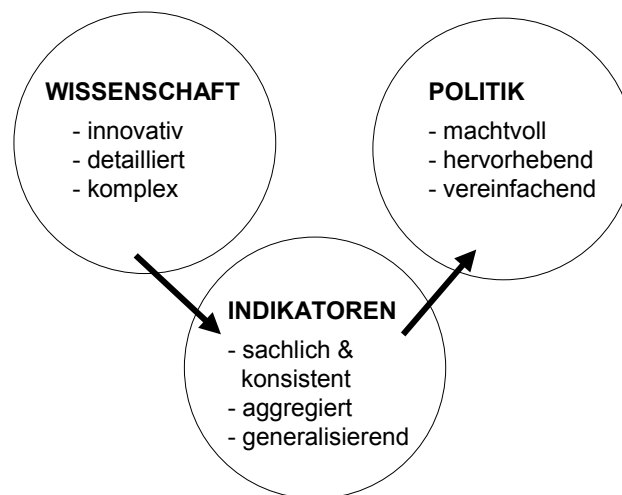 WISSENSCHAFT
- innovativ
- detailliert
- komplex
POLITIK
- machtvoll
- hervorhebend
- vereinfachend
INDIKATOREN
- sachlich &
konsistent
- aggregiert
- generalisierend